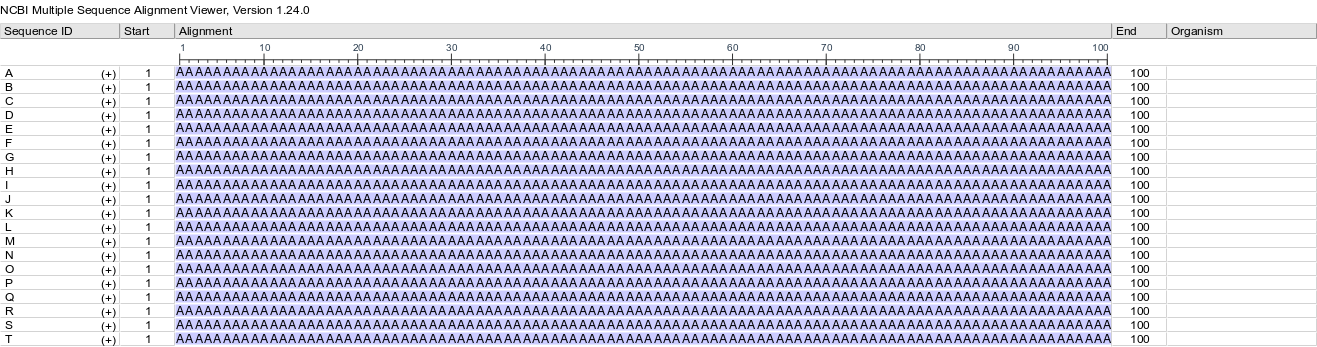 NCBI Multiple Sequence Alignment Viewer, Version 1.24.0
Sequence ID Start Alignment End Organism
1 10 20 30 40 50 60 70 80 90 100
A (+) 1 AAAAAAAAAAAAAAAAAAAAAAAAAAAAAAAAAAAAAAAAAAAAAAAAAAAAAAAAAAAAAAAAAAAAAAAAAAAAAAAAAAAAAAAAAAAAAAAAAAAA 100
B (+) 1 AAAAAAAAAAAAAAAAAAAAAAAAAAAAAAAAAAAAAAAAAAAAAAAAAAAAAAAAAAAAAAAAAAAAAAAAAAAAAAAAAAAAAAAAAAAAAAAAAAAA 100
C (+) 1 AAAAAAAAAAAAAAAAAAAAAAAAAAAAAAAAAAAAAAAAAAAAAAAAAAAAAAAAAAAAAAAAAAAAAAAAAAAAAAAAAAAAAAAAAAAAAAAAAAAA 100
D (+) 1 AAAAAAAAAAAAAAAAAAAAAAAAAAAAAAAAAAAAAAAAAAAAAAAAAAAAAAAAAAAAAAAAAAAAAAAAAAAAAAAAAAAAAAAAAAAAAAAAAAAA 100
E (+) 1 AAAAAAAAAAAAAAAAAAAAAAAAAAAAAAAAAAAAAAAAAAAAAAAAAAAAAAAAAAAAAAAAAAAAAAAAAAAAAAAAAAAAAAAAAAAAAAAAAAAA 100
F (+) 1 AAAAAAAAAAAAAAAAAAAAAAAAAAAAAAAAAAAAAAAAAAAAAAAAAAAAAAAAAAAAAAAAAAAAAAAAAAAAAAAAAAAAAAAAAAAAAAAAAAAA 100
G (+) 1 AAAAAAAAAAAAAAAAAAAAAAAAAAAAAAAAAAAAAAAAAAAAAAAAAAAAAAAAAAAAAAAAAAAAAAAAAAAAAAAAAAAAAAAAAAAAAAAAAAAA 100
H (+) 1 AAAAAAAAAAAAAAAAAAAAAAAAAAAAAAAAAAAAAAAAAAAAAAAAAAAAAAAAAAAAAAAAAAAAAAAAAAAAAAAAAAAAAAAAAAAAAAAAAAAA 100
I (+) 1 AAAAAAAAAAAAAAAAAAAAAAAAAAAAAAAAAAAAAAAAAAAAAAAAAAAAAAAAAAAAAAAAAAAAAAAAAAAAAAAAAAAAAAAAAAAAAAAAAAAA 100
J (+) 1 AAAAAAAAAAAAAAAAAAAAAAAAAAAAAAAAAAAAAAAAAAAAAAAAAAAAAAAAAAAAAAAAAAAAAAAAAAAAAAAAAAAAAAAAAAAAAAAAAAAA 100
K (+) 1 AAAAAAAAAAAAAAAAAAAAAAAAAAAAAAAAAAAAAAAAAAAAAAAAAAAAAAAAAAAAAAAAAAAAAAAAAAAAAAAAAAAAAAAAAAAAAAAAAAAA 100
L (+) 1 AAAAAAAAAAAAAAAAAAAAAAAAAAAAAAAAAAAAAAAAAAAAAAAAAAAAAAAAAAAAAAAAAAAAAAAAAAAAAAAAAAAAAAAAAAAAAAAAAAAA 100
M (+) 1 AAAAAAAAAAAAAAAAAAAAAAAAAAAAAAAAAAAAAAAAAAAAAAAAAAAAAAAAAAAAAAAAAAAAAAAAAAAAAAAAAAAAAAAAAAAAAAAAAAAA 100
N (+) 1 AAAAAAAAAAAAAAAAAAAAAAAAAAAAAAAAAAAAAAAAAAAAAAAAAAAAAAAAAAAAAAAAAAAAAAAAAAAAAAAAAAAAAAAAAAAAAAAAAAAA 100
O (+) 1 AAAAAAAAAAAAAAAAAAAAAAAAAAAAAAAAAAAAAAAAAAAAAAAAAAAAAAAAAAAAAAAAAAAAAAAAAAAAAAAAAAAAAAAAAAAAAAAAAAAA 100
P (+) 1 AAAAAAAAAAAAAAAAAAAAAAAAAAAAAAAAAAAAAAAAAAAAAAAAAAAAAAAAAAAAAAAAAAAAAAAAAAAAAAAAAAAAAAAAAAAAAAAAAAAA 100
Q (+) 1 AAAAAAAAAAAAAAAAAAAAAAAAAAAAAAAAAAAAAAAAAAAAAAAAAAAAAAAAAAAAAAAAAAAAAAAAAAAAAAAAAAAAAAAAAAAAAAAAAAAA 100
R (+) 1 AAAAAAAAAAAAAAAAAAAAAAAAAAAAAAAAAAAAAAAAAAAAAAAAAAAAAAAAAAAAAAAAAAAAAAAAAAAAAAAAAAAAAAAAAAAAAAAAAAAA 100
S (+) 1 AAAAAAAAAAAAAAAAAAAAAAAAAAAAAAAAAAAAAAAAAAAAAAAAAAAAAAAAAAAAAAAAAAAAAAAAAAAAAAAAAAAAAAAAAAAAAAAAAAAA 100
T (+) 1 AAAAAAAAAAAAAAAAAAAAAAAAAAAAAAAAAAAAAAAAAAAAAAAAAAAAAAAAAAAAAAAAAAAAAAAAAAAAAAAAAAAAAAAAAAAAAAAAAAAA 100